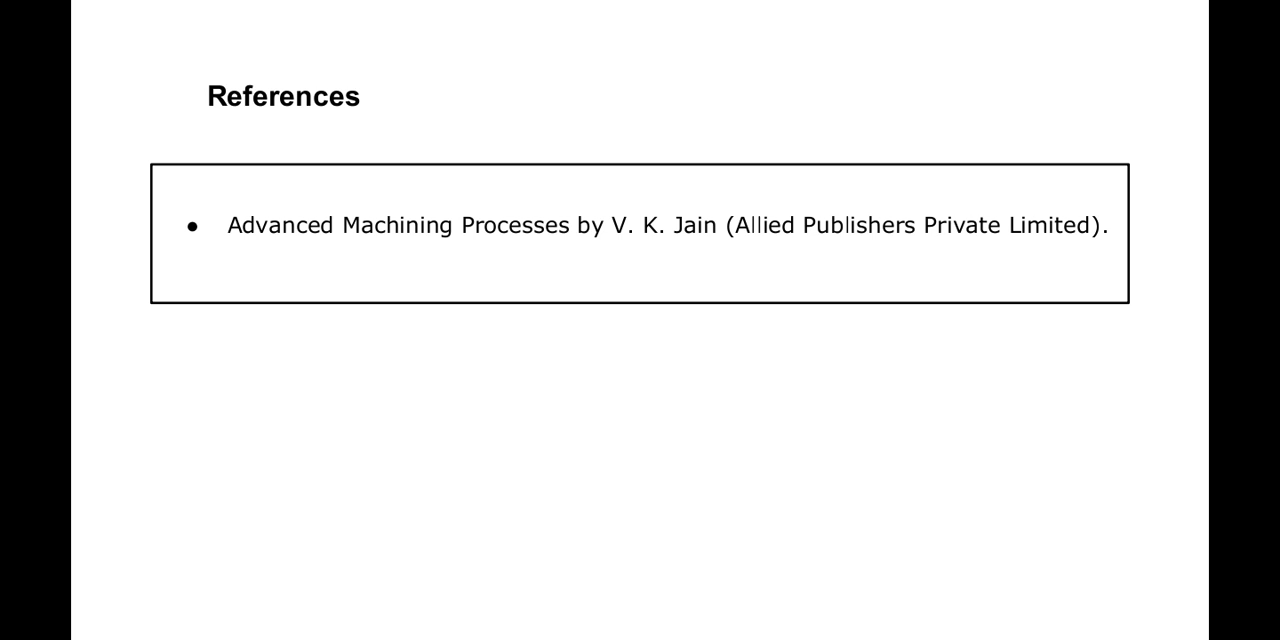 References
● Advanced Machining Processes by V. K. Jain (Allied Publishers Private Limited).